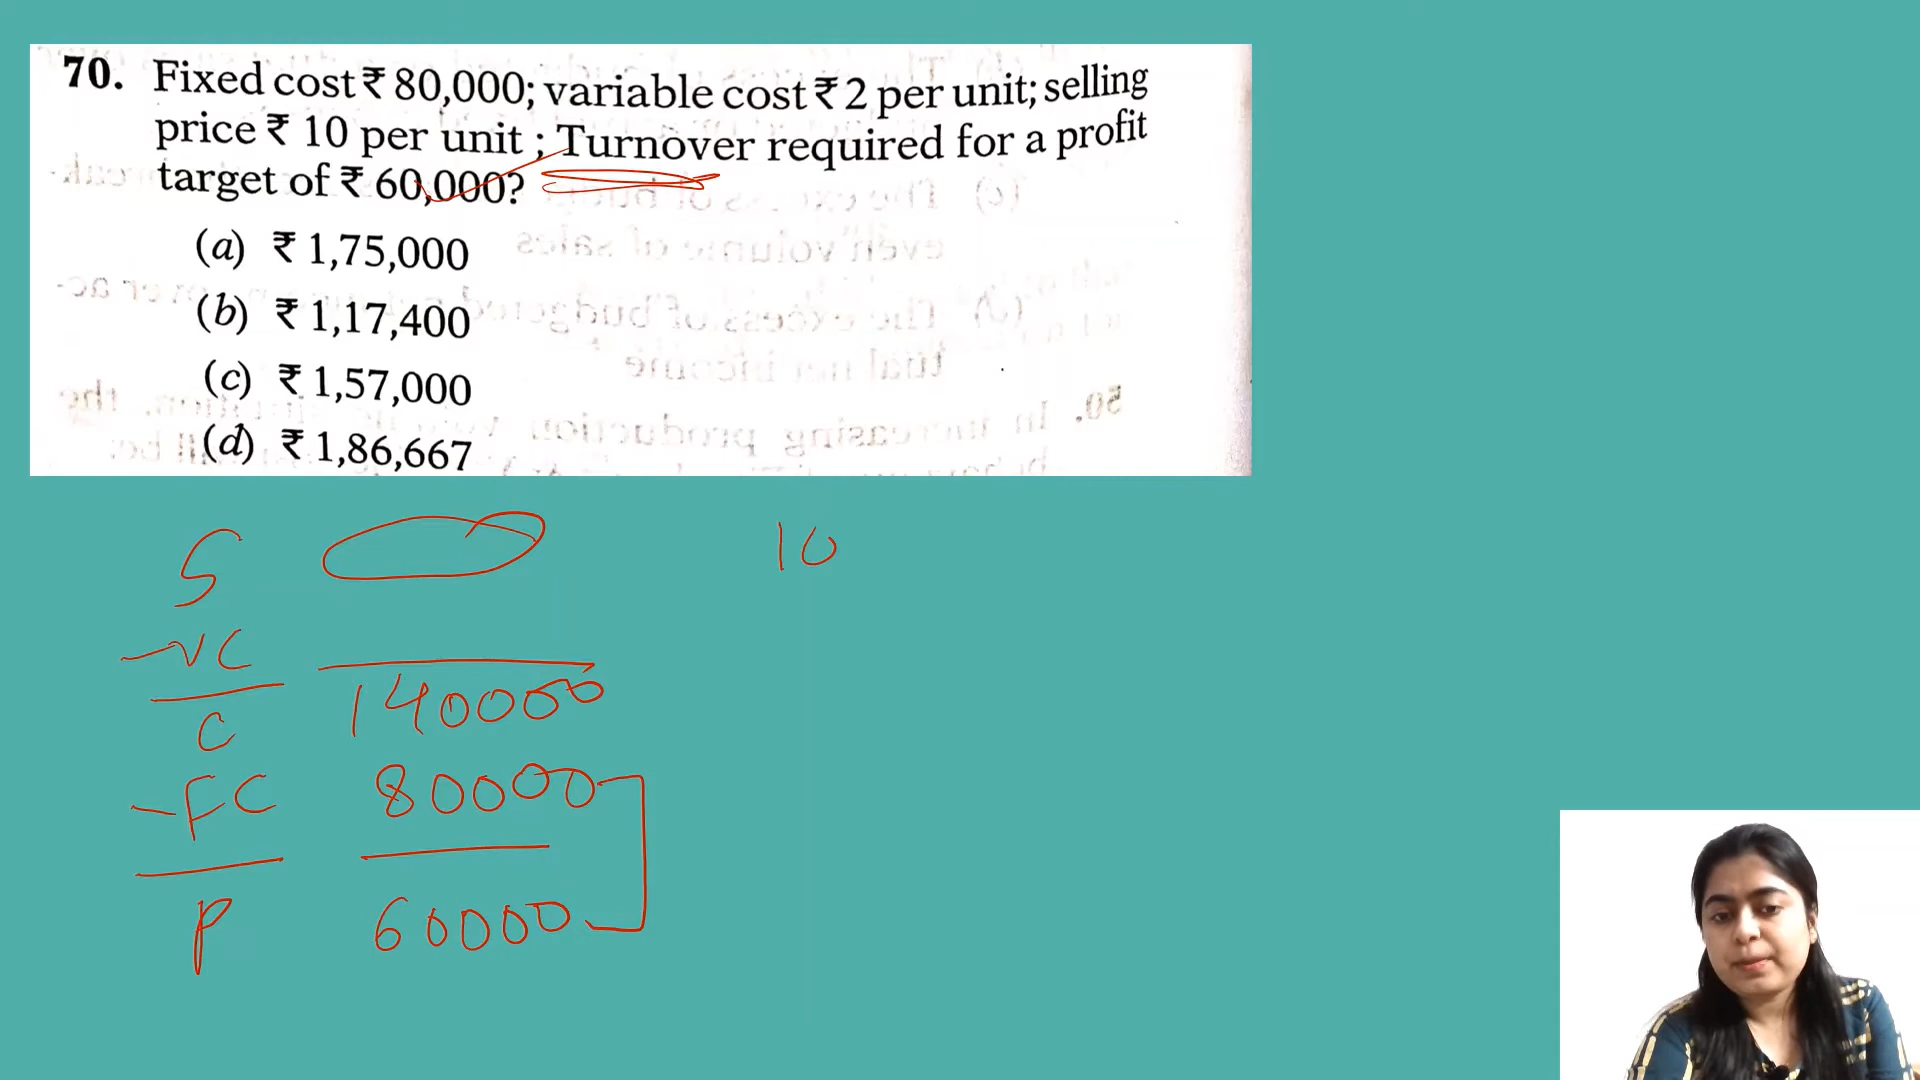 70. Fixed cost ₹ 80,000; variable cost ₹ 2 per unit; selling
price ₹ 10 per unit ; Turnover required for a profit
target of ₹ 60,000?
(a) ₹ 1,75,000
(b) ₹ 1,17,400
(c) ₹ 1,57,000
(d) ₹ 1,86,667
S 10
-VC
C 140000
-FC 80000
P 60000